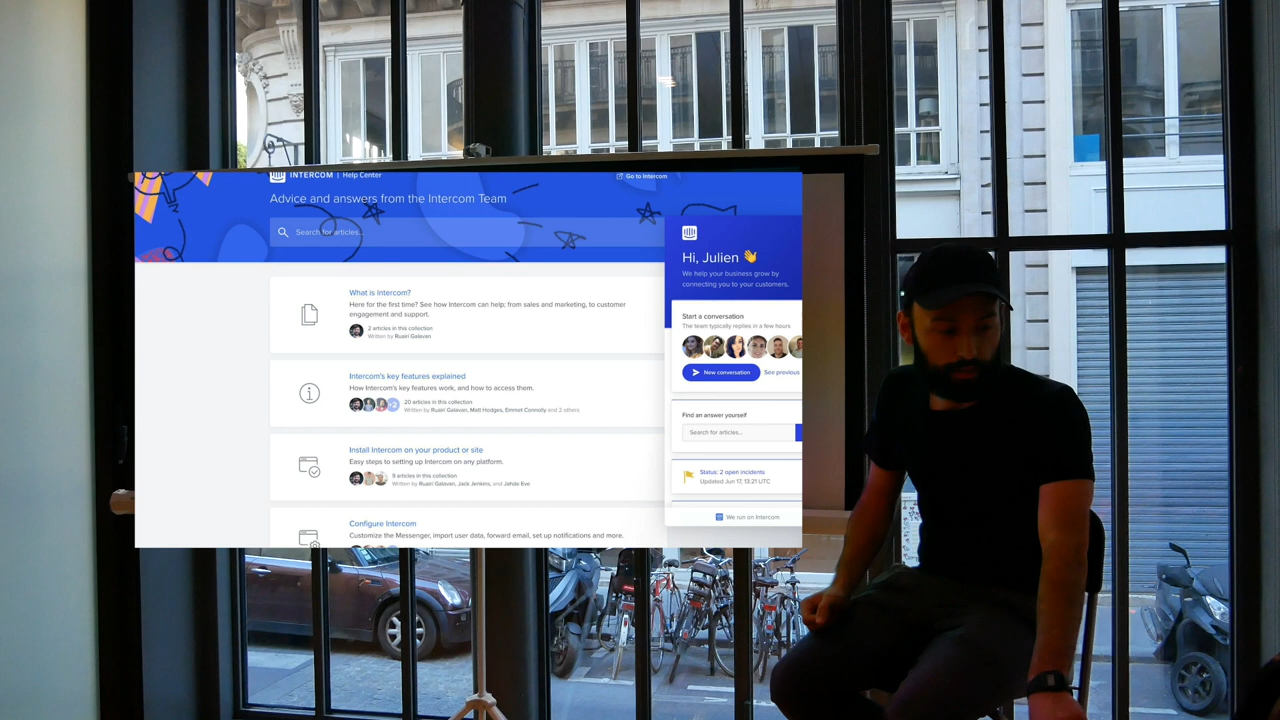 INTERCOM | Help Center
Go to Intercom
Advice and answers from the Intercom Team
Search for articles...
What is Intercom?
Here for the first time? See how Intercom can help; from sales and marketing, to customer
engagement and support.
2 articles in this collection
Written by Ruairí Galavan
Intercom's key features explained
How Intercom's key features work, and how to access them.
+2
20 articles in this collection
Written by Ruairí Galavan, Matt Hodges, Emmet Connolly and 2 others
Install Intercom on your product or site
Easy steps to setting up Intercom on any platform.
9 articles in this collection
Written by Ruairí Galavan, Jack Jenkins, and Jahde Eve
Configure Intercom
Customize the Messenger, import user data, forward email, set up notifications and more.
Hi, Julien 👋
We help your business grow by
connecting you to your customers.
Start a conversation
The team typically replies in a few hours
New conversation
See previous
Find an answer yourself
Search for articles...
Status: 2 open incidents
Updated Jun 17, 13:21 UTC
We run on Intercom